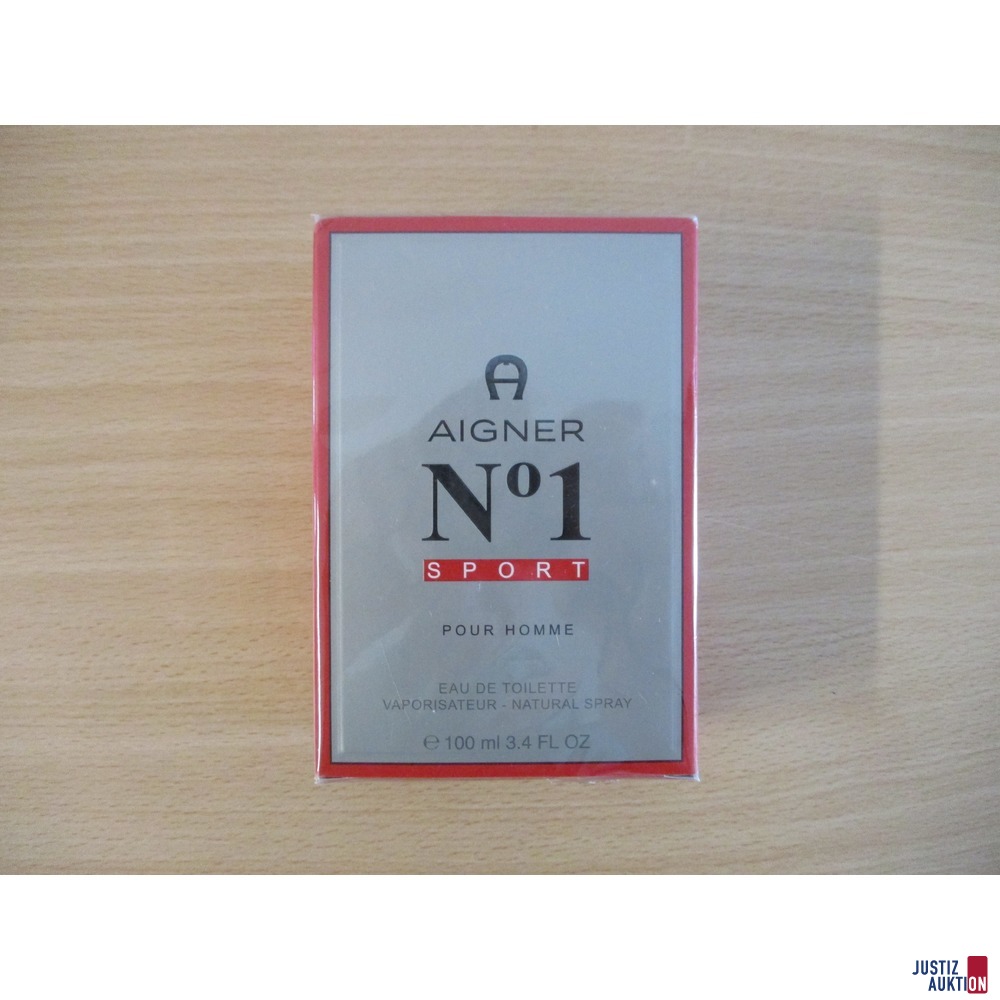 AIGNER
Nº1
SPORT
POUR HOMME
EAU DE TOILETTE
VAPORISATEUR - NATURAL SPRAY
℮ 100 ml 3.4 FL OZ
JUSTIZ
AUKTION